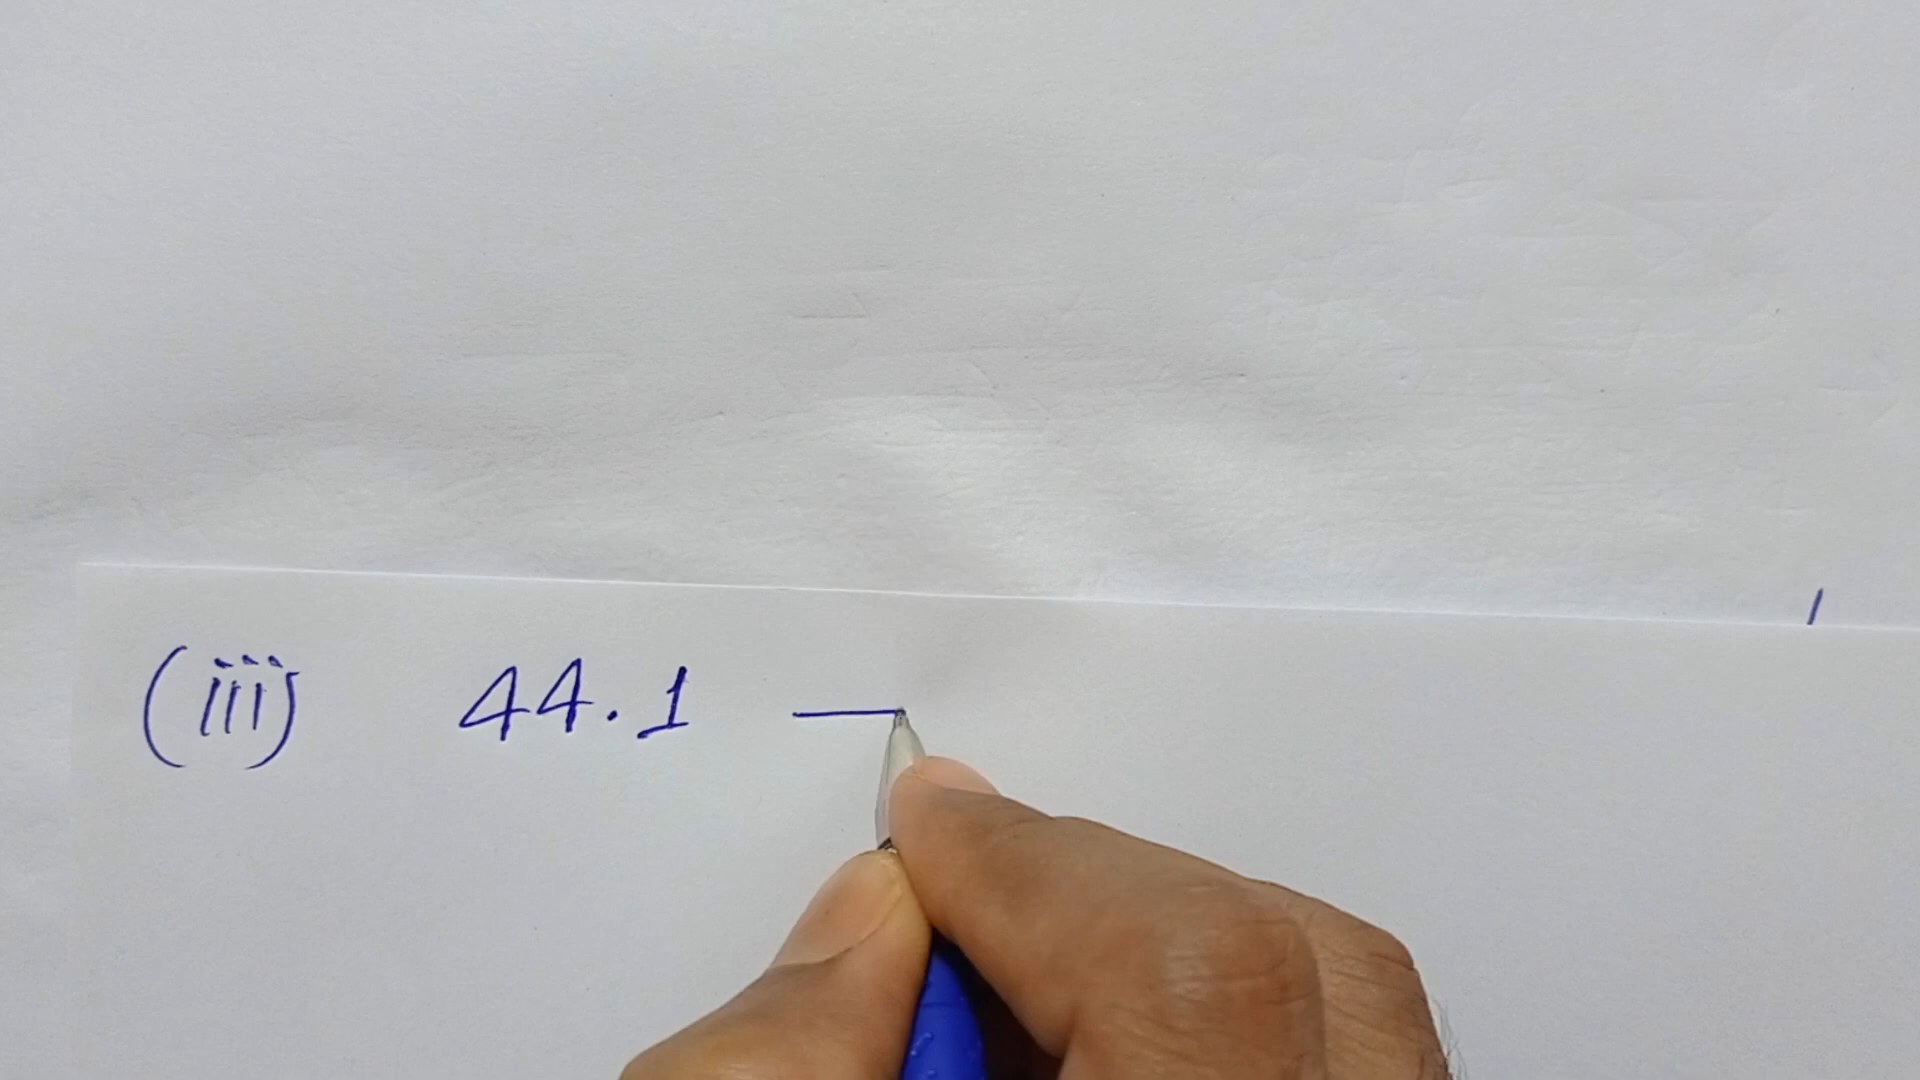 (iii) 44.1 —